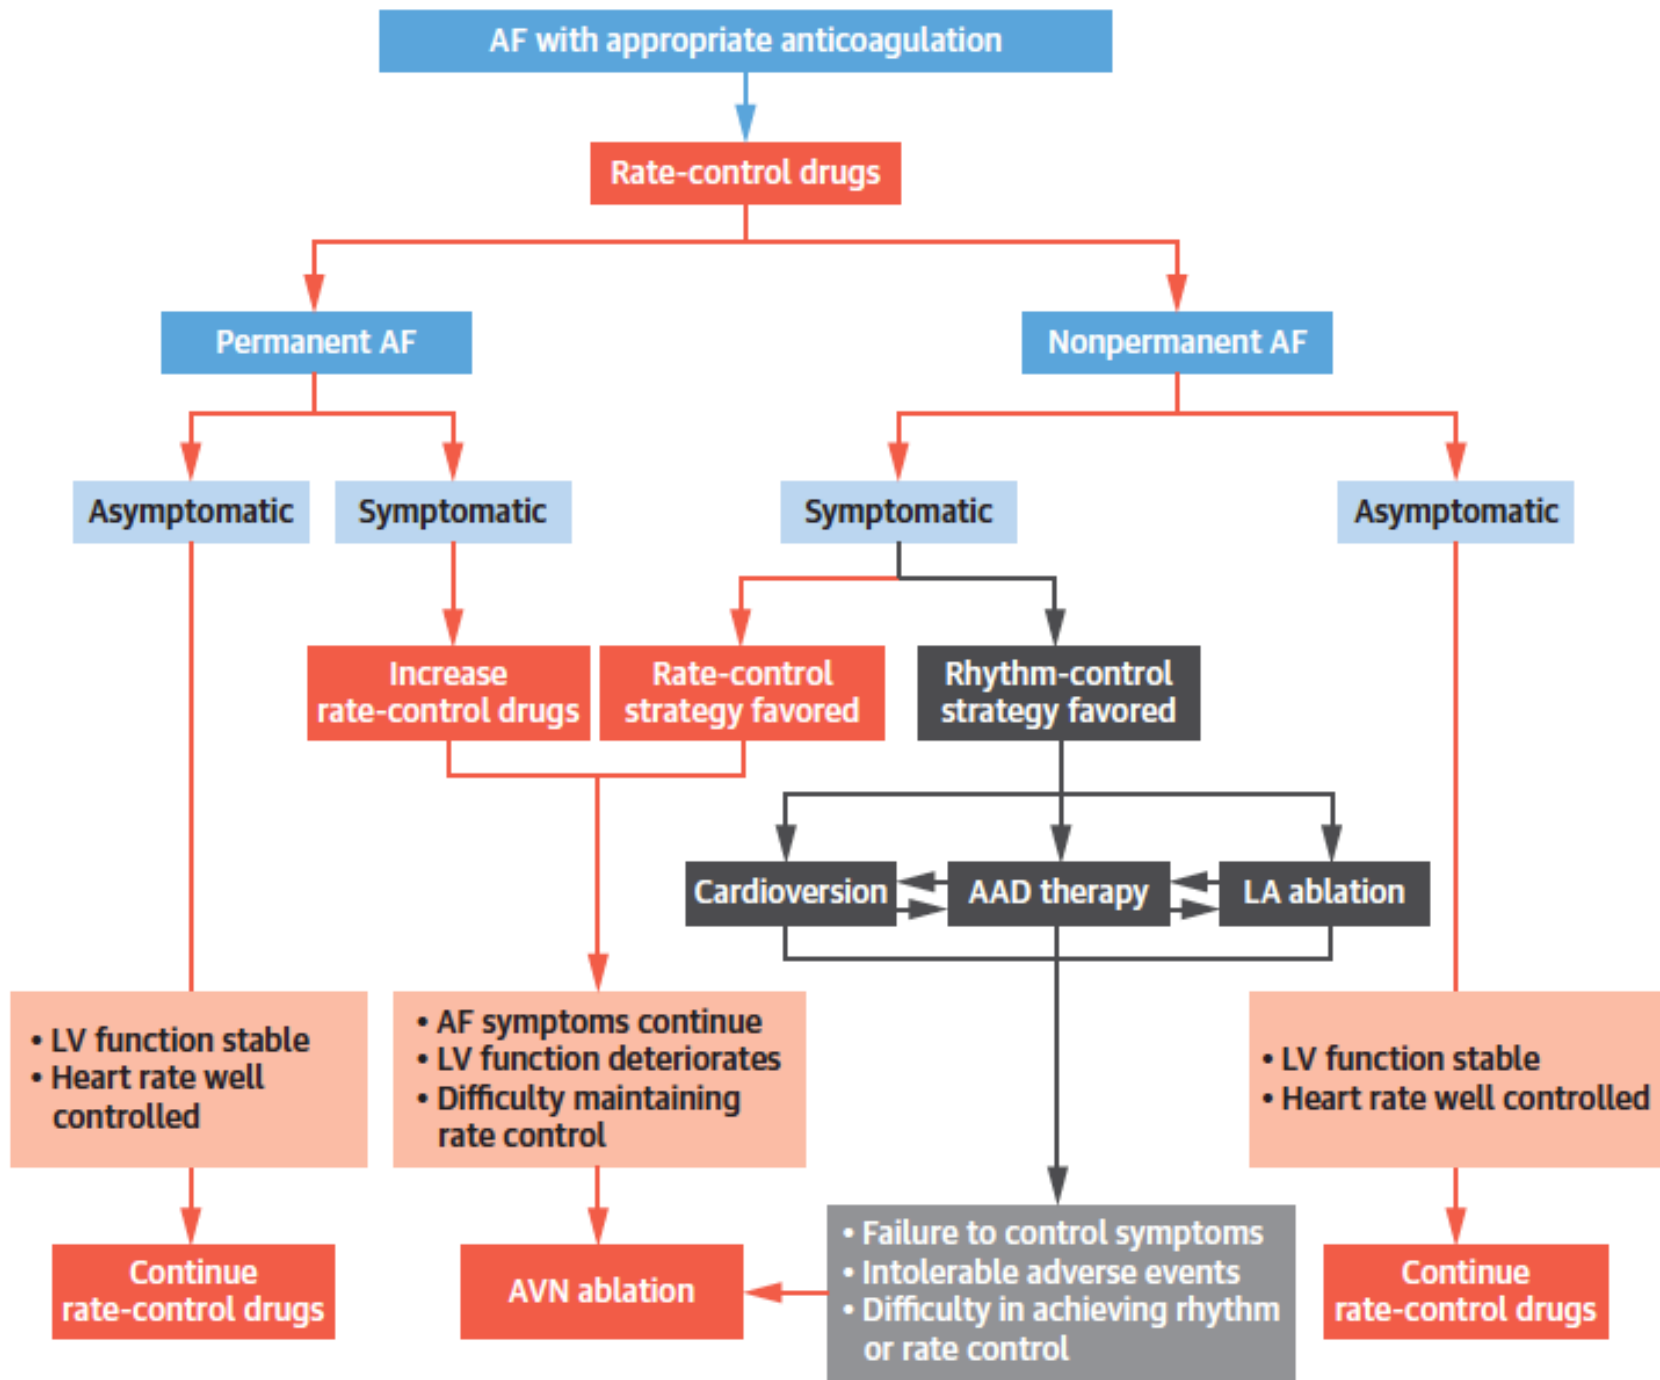 AF with appropriate anticoagulation
Rate-control drugs
Permanent AF
Nonpermanent AF
Asymptomatic
Symptomatic
Symptomatic
Asymptomatic
Increase
rate-control drugs
Rate-control
strategy favored
Rhythm-control
strategy favored
Cardioversion
AAD therapy
LA ablation
• LV function stable
• Heart rate well
controlled
• AF symptoms continue
• LV function deteriorates
• Difficulty maintaining
rate control
• LV function stable
• Heart rate well controlled
Continue
rate-control drugs
AVN ablation
• Failure to control symptoms
• Intolerable adverse events
• Difficulty in achieving rhythm
or rate control
Continue
rate-control drugs